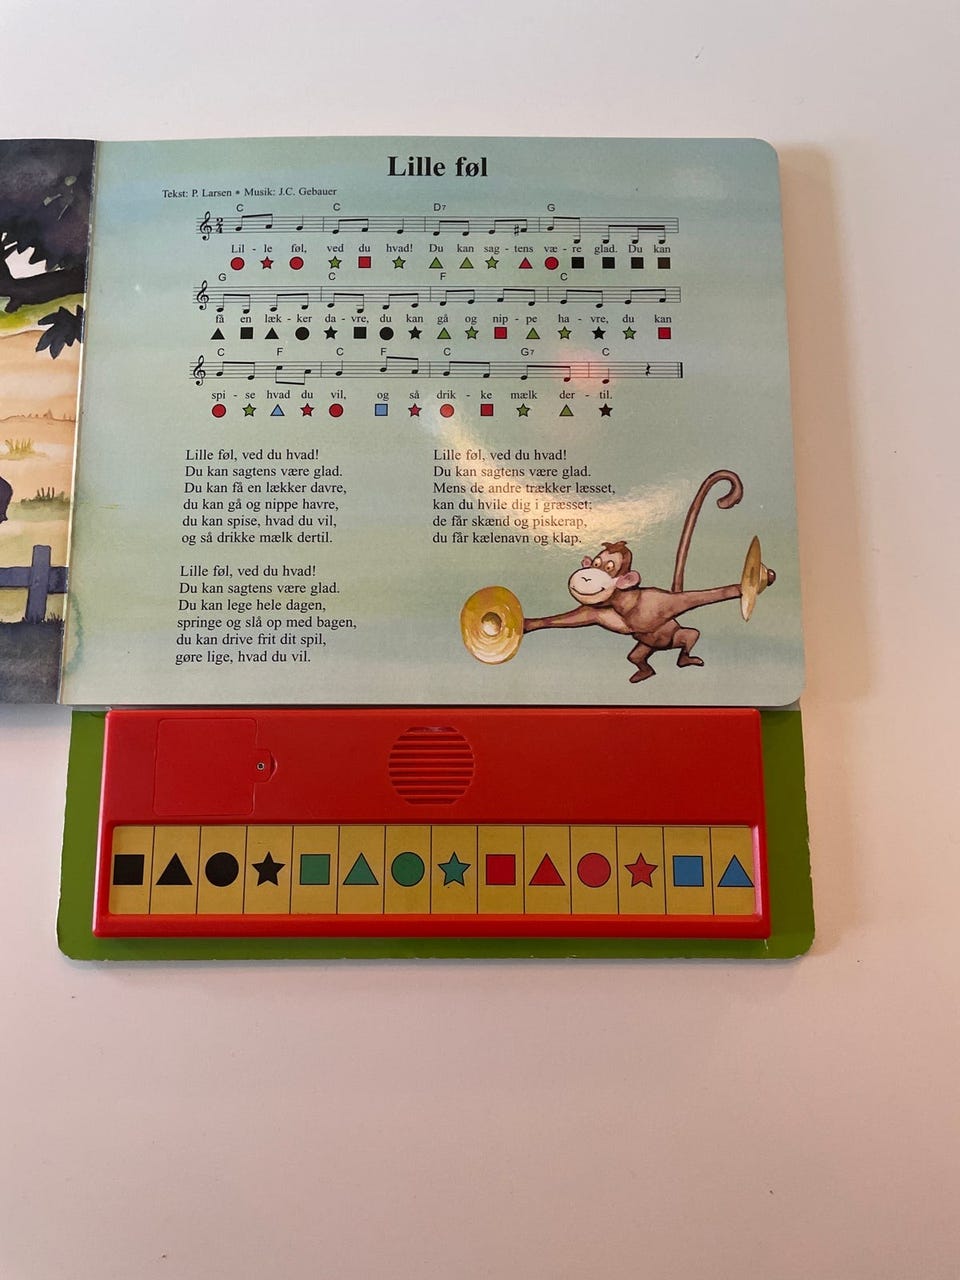 Lille føl
Tekst: P. Larsen • Musik: J.C. Gebauer
C C D7 G
Lil - le føl, ved du hvad! Du kan sag - tens væ - re glad. Du kan
G C F C
få en læk - ker da - vre, du kan gå og nip - pe ha - vre, du kan
C F C F C G7 C
spi - se hvad du vil, og så drik - ke mælk der - til.
Lille føl, ved du hvad!
Du kan sagtens være glad.
Du kan få en lækker davre,
du kan gå og nippe havre,
du kan spise, hvad du vil,
og så drikke mælk dertil.
Lille føl, ved du hvad!
Du kan sagtens være glad.
Du kan lege hele dagen,
springe og slå op med bagen,
du kan drive frit dit spil,
gøre lige, hvad du vil.
Lille føl, ved du hvad!
Du kan sagtens være glad.
Mens de andre trækker læsset,
kan du hvile dig i græsset;
de får skænd og piskerap,
du får kælenavn og klap.